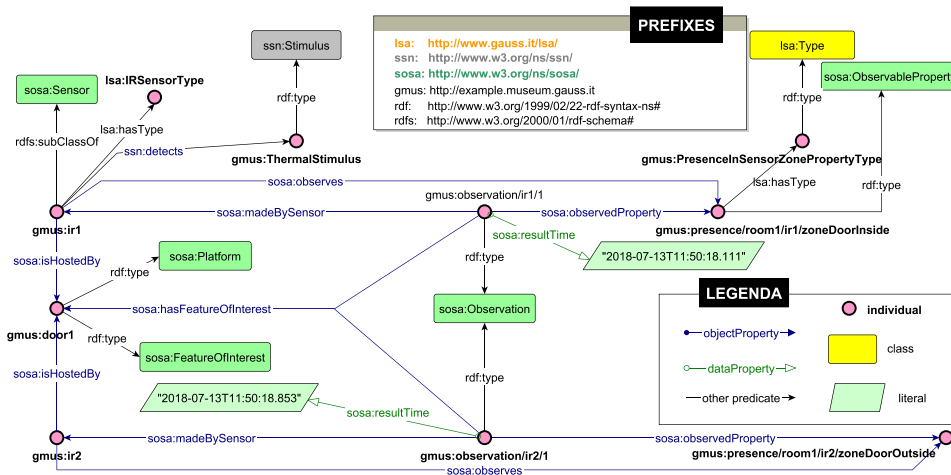 PREFIXES
lsa: http://www.gauss.it/lsa/
ssn: http://www.w3.org/ns/ssn/
sosa: http://www.w3.org/ns/sosa/
gmus: http://example.museum.gauss.it
rdf: http://www.w3.org/1999/02/22-rdf-syntax-ns#
rdfs: http://www.w3.org/2000/01/rdf-schema#
ssn:Stimulus
lsa:Type
lsa:IRSensorType
sosa:Sensor
sosa:ObservableProperty
rdf:type
rdf:type
lsa:hasType
rdfs:subClassOf
ssn:detects
gmus:ThermalStimulus
gmus:PresenceInSensorZonePropertyType
sosa:observes
lsa:hasType
rdf:type
gmus:observation/ir1/1
sosa:madeBySensor
sosa:observedProperty
gmus:ir1
gmus:presence/room1/ir1/zoneDoorInside
sosa:resultTime
sosa:isHostedBy
sosa:Platform
rdf:type
rdf:type
"2018-07-13T11:50:18.111"
LEGENDA
sosa:hasFeatureOfInterest
sosa:Observation
individual
gmus:door1
rdf:type
objectProperty
class
sosa:FeatureOfInterest
sosa:isHostedBy
rdf:type
dataProperty
"2018-07-13T11:50:18.853"
other predicate
literal
sosa:resultTime
sosa:madeBySensor
sosa:observedProperty
gmus:ir2
gmus:observation/ir2/1
gmus:presence/room1/ir2/zoneDoorOutside
sosa:observes